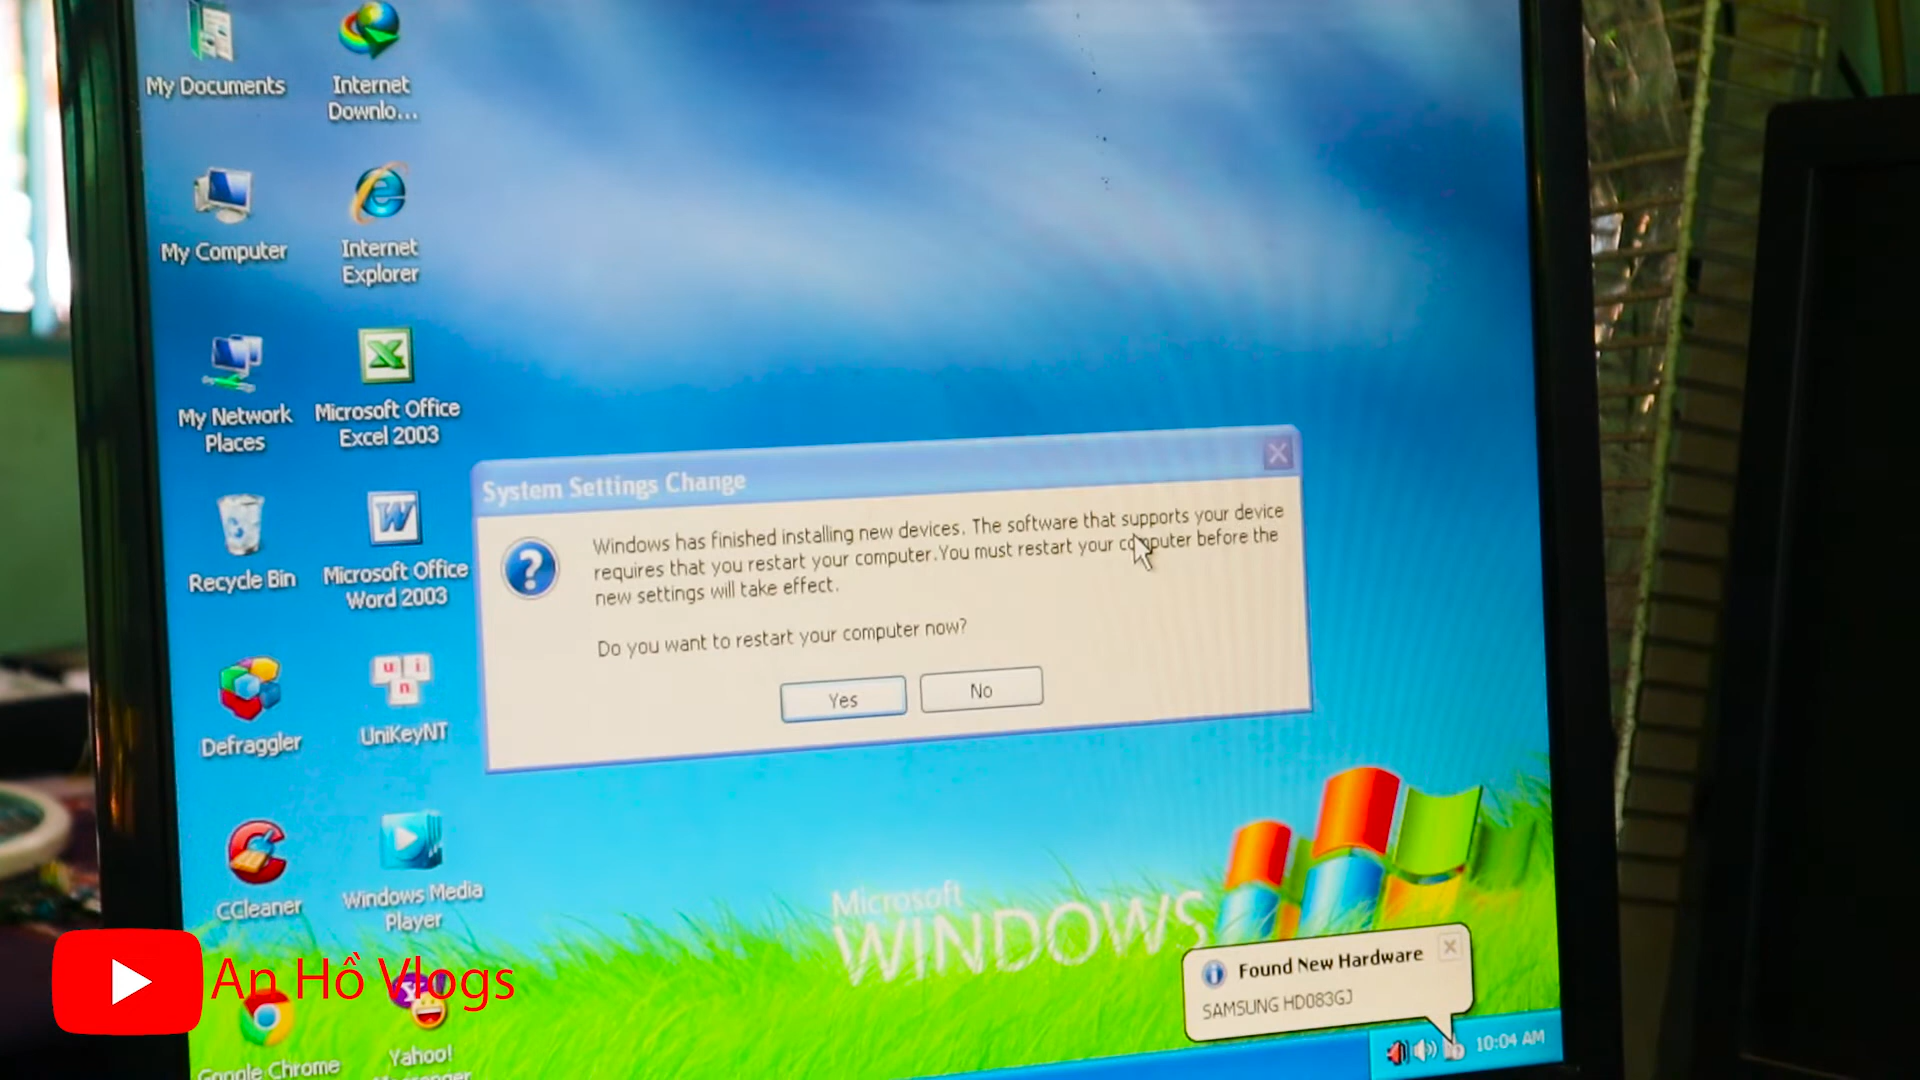 My Documents
Internet
Downlo...
My Computer
Internet
Explorer
My Network
Places
Microsoft Office
Excel 2003
Recycle Bin
Microsoft Office
Word 2003
Defraggler
UniKeyNT
CCleaner
Windows Media
Player
Google Chrome
Yahoo!
Messenger
System Settings Change
Windows has finished installing new devices. The software that supports your device
requires that you restart your computer.You must restart your computer before the
new settings will take effect.
Do you want to restart your computer now?
Yes
No
Microsoft
WINDOWS
Found New Hardware
SAMSUNG HD083GJ
10:04 AM
An Hồ Vlogs